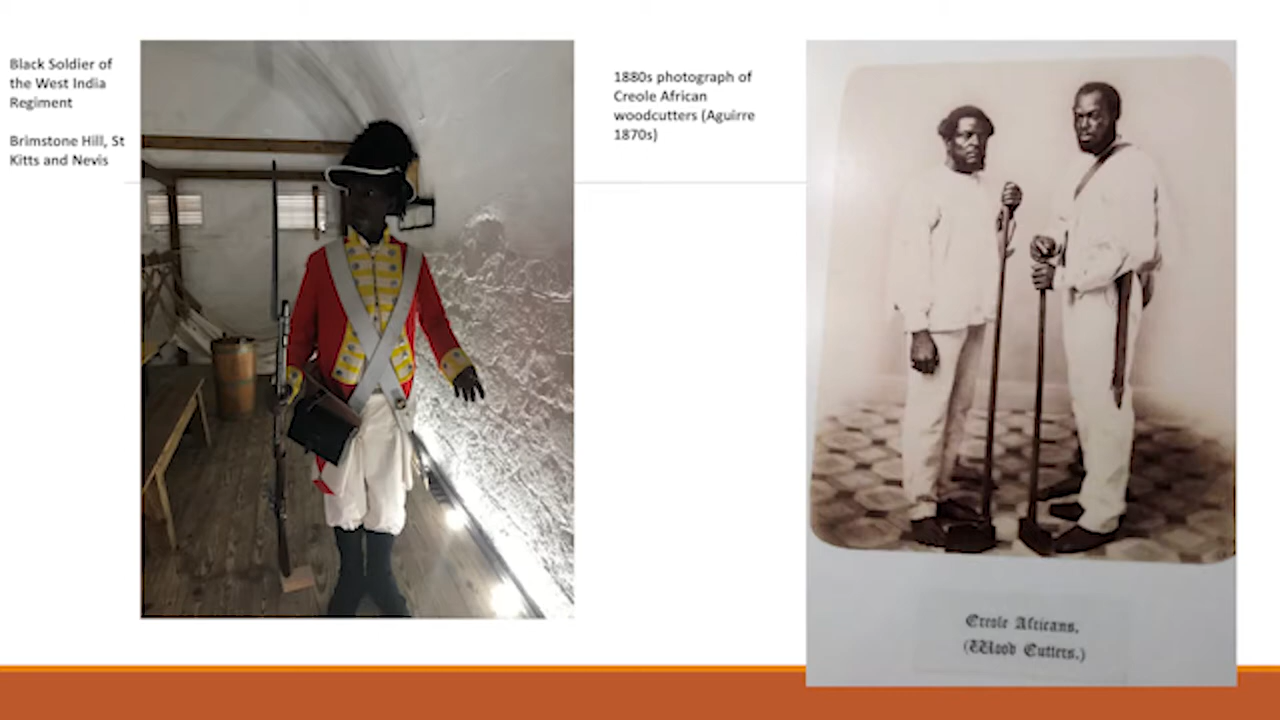 Black Soldier of
the West India
Regiment
Brimstone Hill, St
Kitts and Nevis
1880s photograph of
Creole African
woodcutters (Aguirre
1870s)
Creole Africans.
(Wood Cutters.)